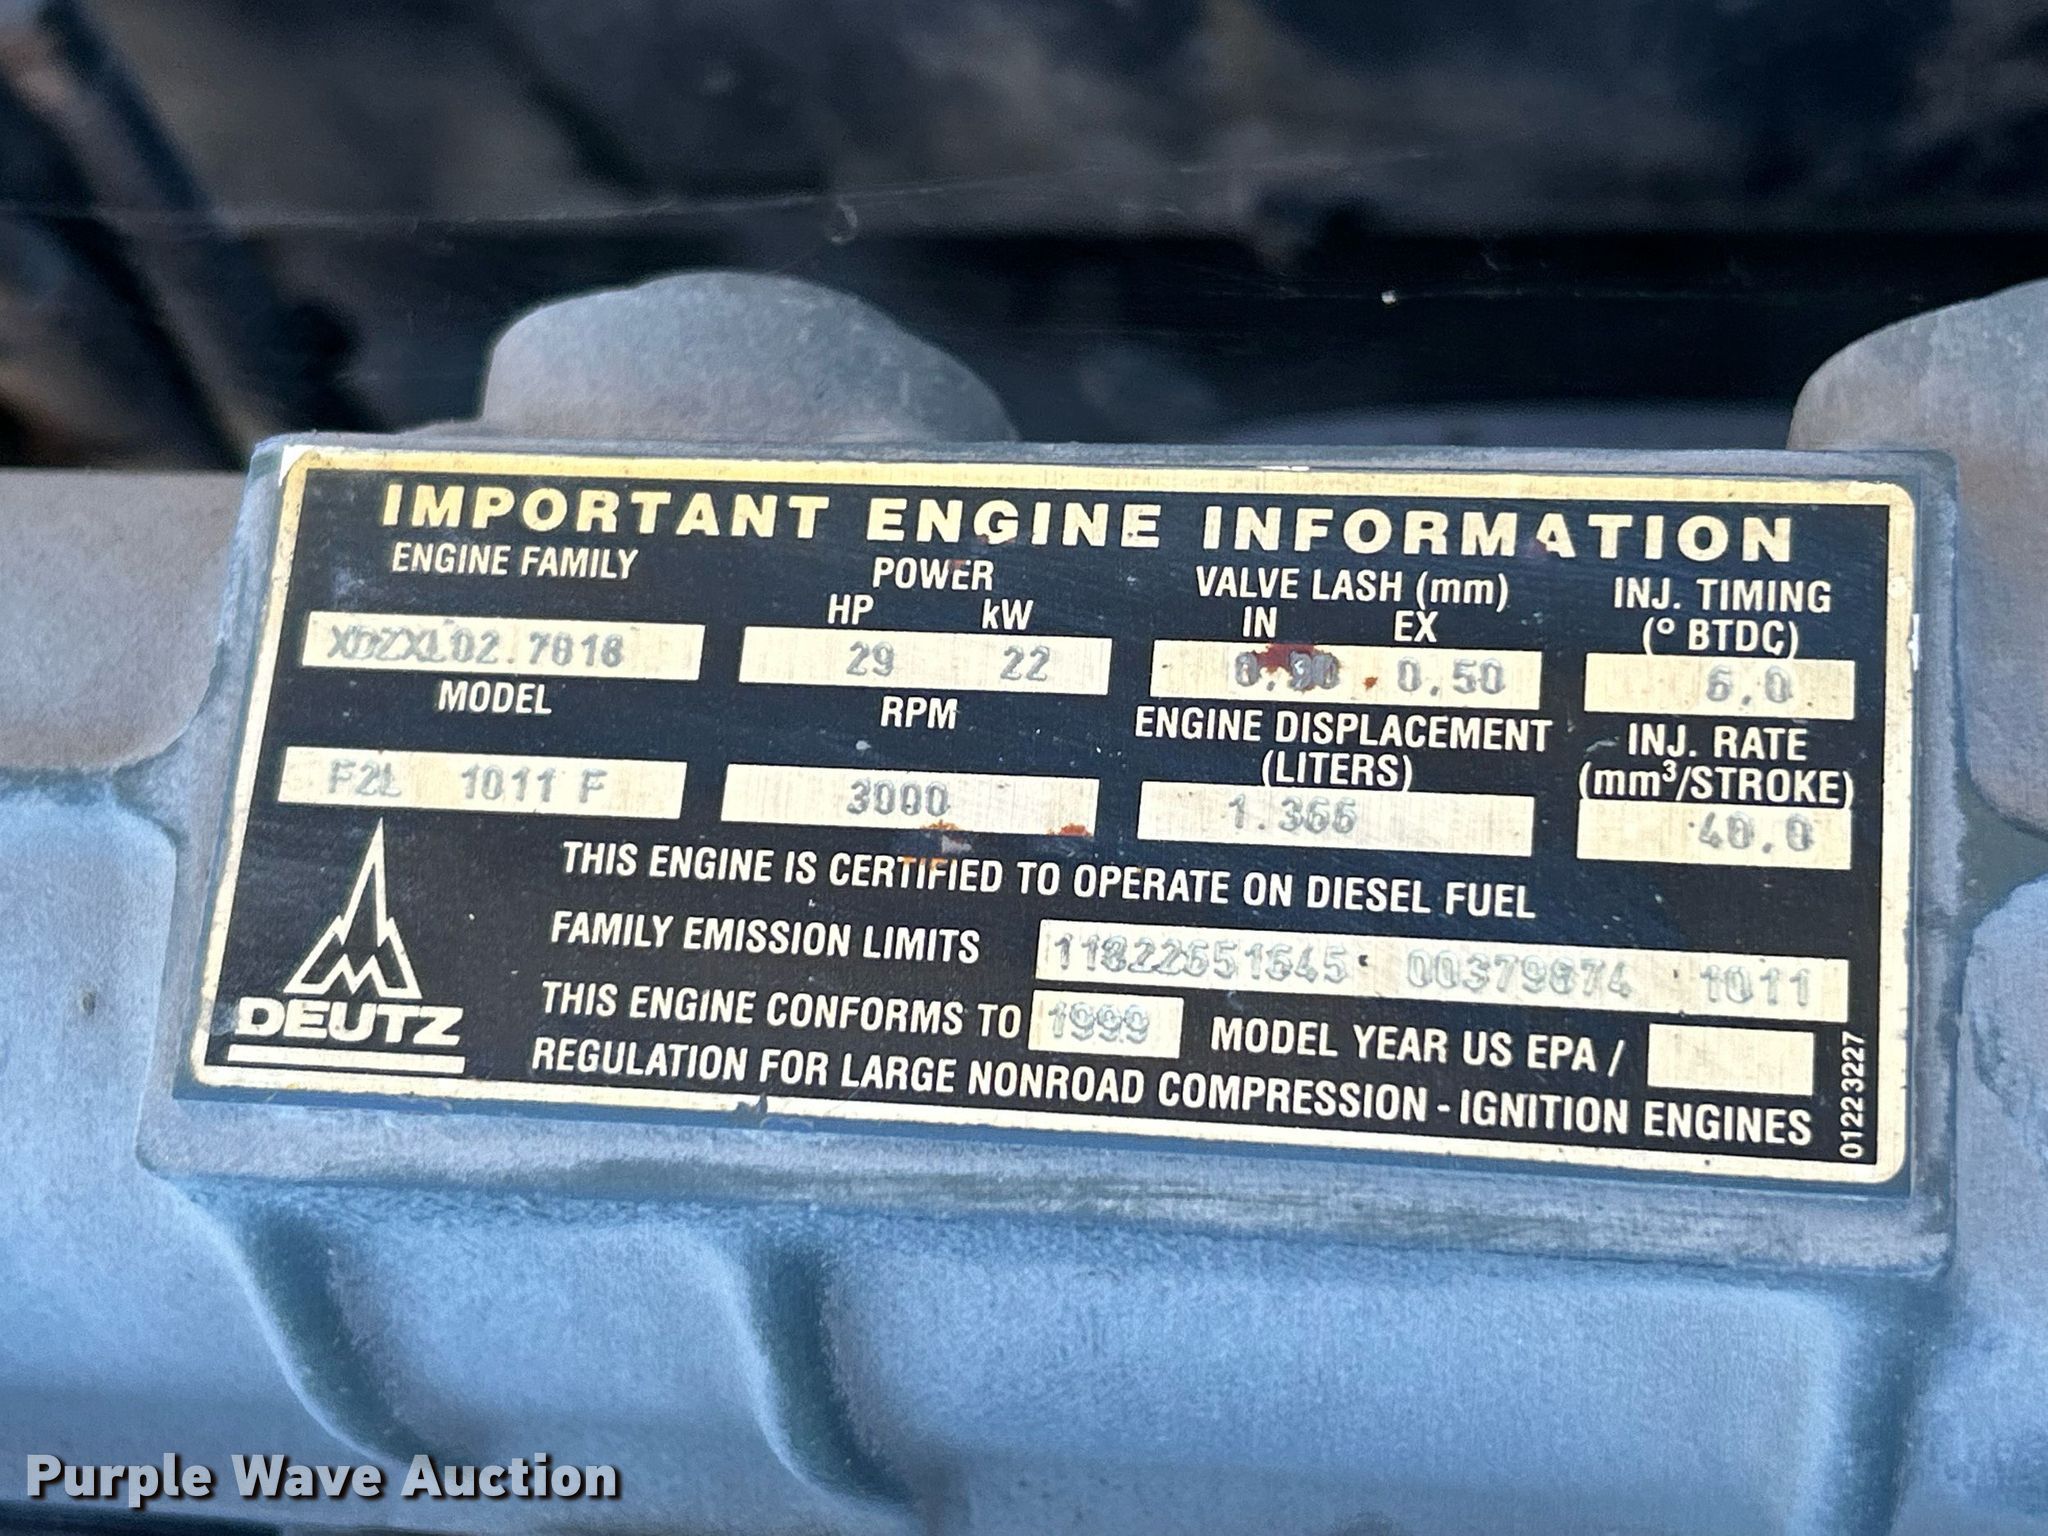 IMPORTANT ENGINE INFORMATION
ENGINE FAMILY
POWER
HP kW
VALVE LASH (mm)
IN EX
INJ. TIMING
(° BTDC)
XDZXL02.7018
29 22
0.30 0.50
6.0
MODEL
RPM
ENGINE DISPLACEMENT
(LITERS)
INJ. RATE
(mm³/STROKE)
F2L 1011 F
3000
1.366
40.0
THIS ENGINE IS CERTIFIED TO OPERATE ON DIESEL FUEL
FAMILY EMISSION LIMITS
00379874 1011
THIS ENGINE CONFORMS TO 1999 MODEL YEAR US EPA /
REGULATION FOR LARGE NONROAD COMPRESSION - IGNITION ENGINES
DEUTZ
01223227
Purple Wave Auction